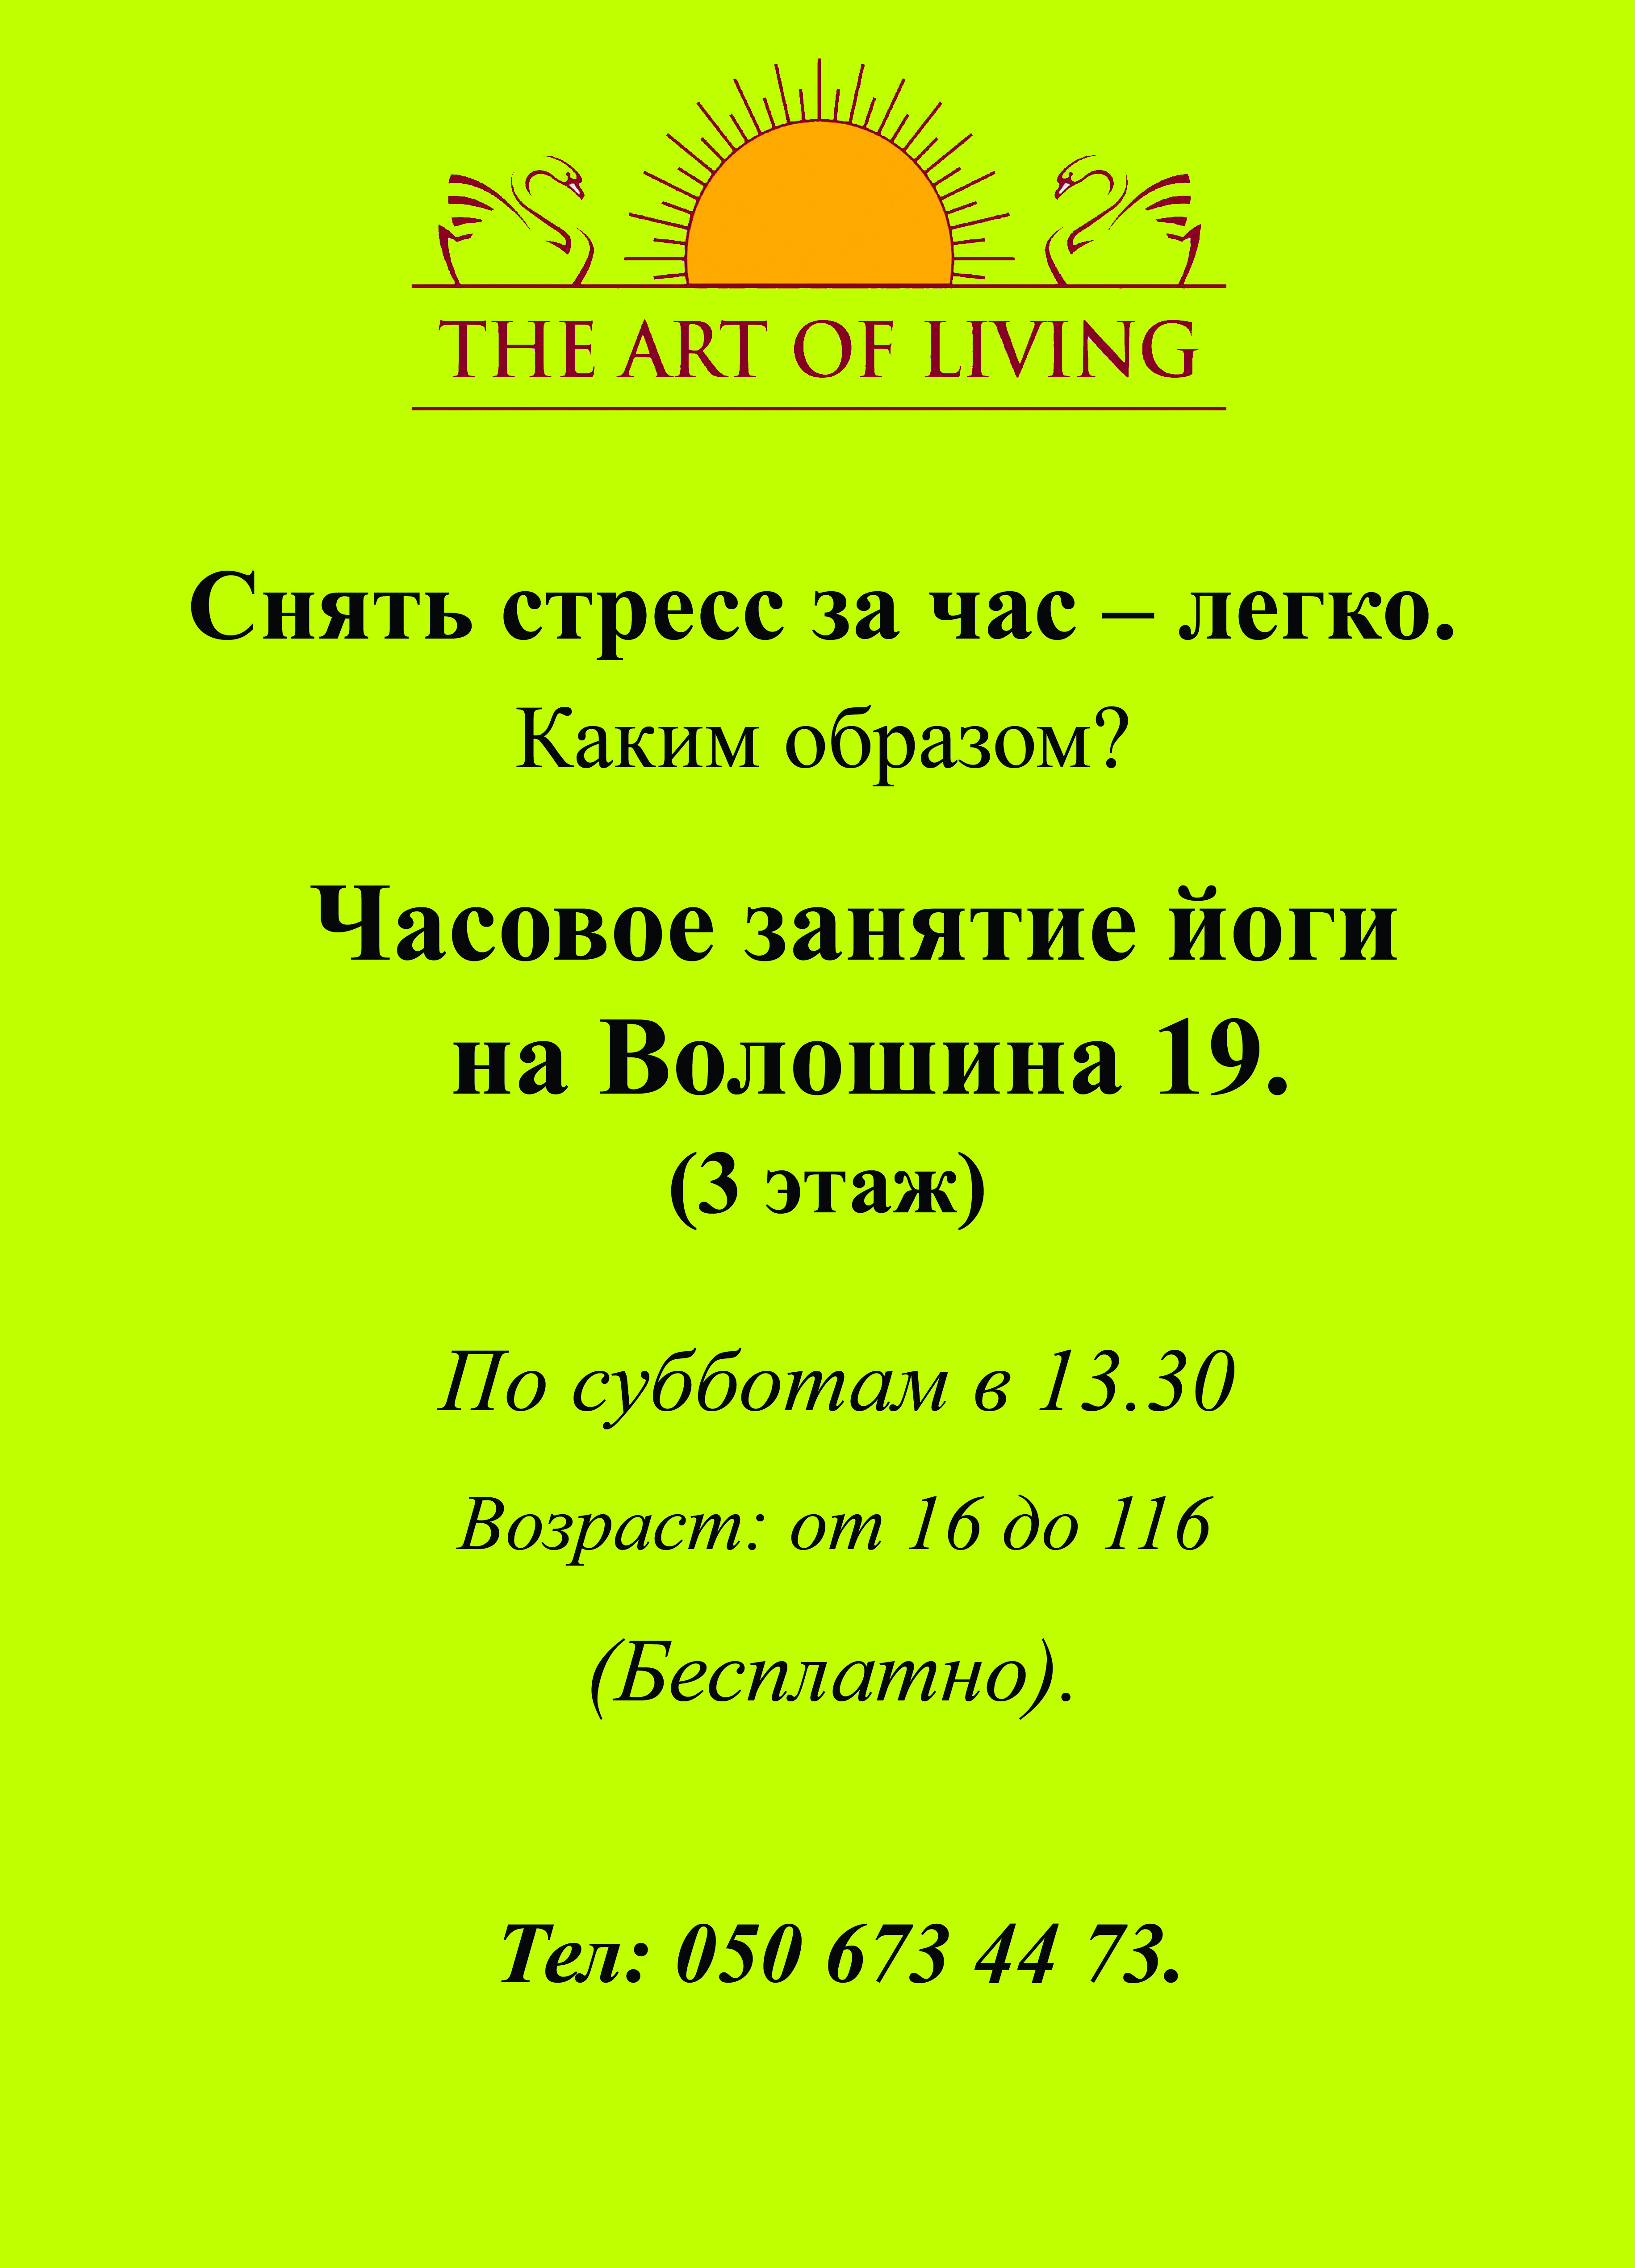 THE ART OF LIVING
Снять стресс за час – легко.
Каким образом?
Часовое занятие йоги
на Волошина 19.
(3 этаж)
По субботам в 13.30
Возраст: от 16 до 116
(Бесплатно).
Тел: 050 673 44 73.